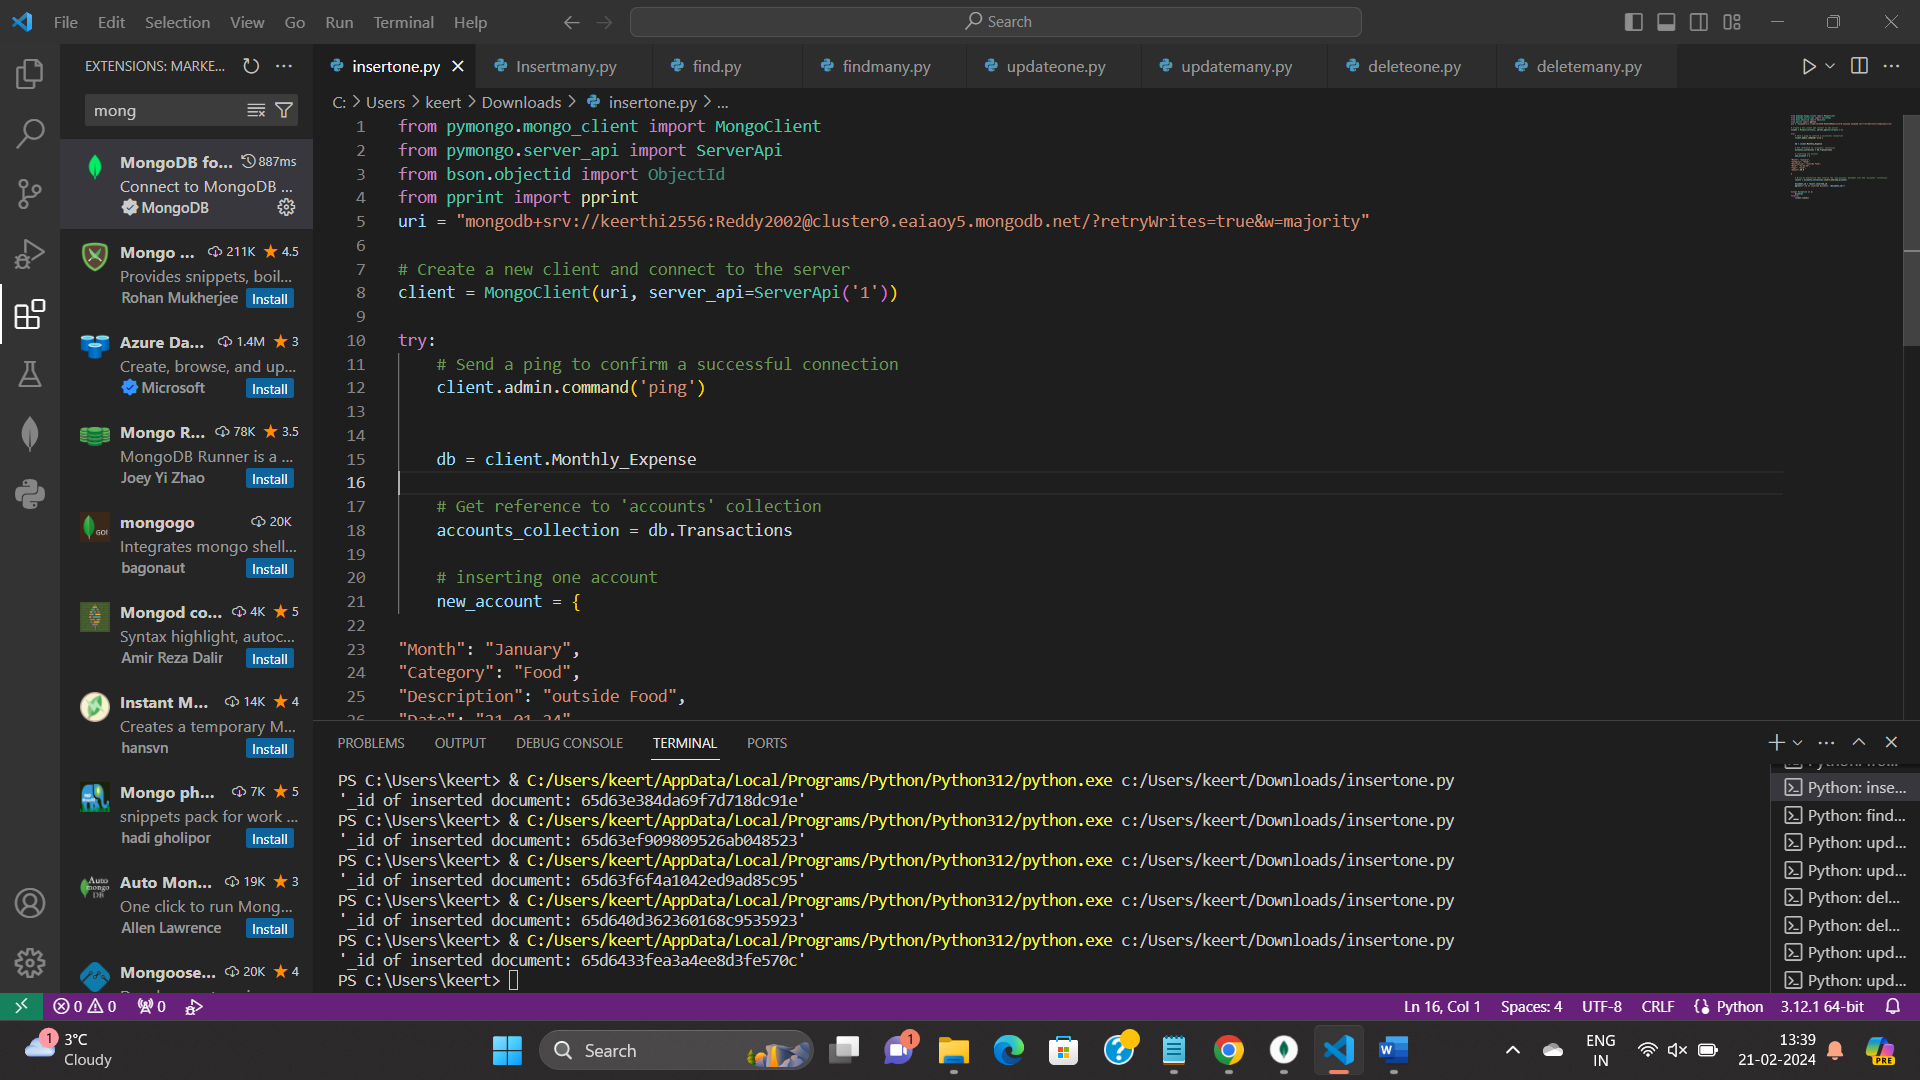 File Edit Selection View Go Run Terminal Help
Search
EXTENSIONS: MARKE...
mong
MongoDB fo... 887ms
Connect to MongoDB ...
MongoDB
Mongo ... 211K 4.5
Provides snippets, boil...
Rohan Mukherjee Install
Azure Da... 1.4M 3
Create, browse, and up...
Microsoft Install
Mongo R... 78K 3.5
MongoDB Runner is a ...
Joey Yi Zhao Install
mongogo 20K
Integrates mongo shell...
bagonaut Install
Mongod co... 4K 5
Syntax highlight, autoc...
Amir Reza Dalir Install
Instant M... 14K 4
Creates a temporary M...
hansvn Install
Mongo ph... 7K 5
snippets pack for work ...
hadi gholipor Install
Auto Mon... 19K 3
One click to run Mong...
Allen Lawrence Install
Mongoose... 20K 4
insertone.py Insertmany.py find.py findmany.py updateone.py updatemany.py deleteone.py deletemany.py
C: > Users > keert > Downloads > insertone.py > ...
1 from pymongo.mongo_client import MongoClient
2 from pymongo.server_api import ServerApi
3 from bson.objectid import ObjectId
4 from pprint import pprint
5 uri = "mongodb+srv://keerthi2556:Reddy2002@cluster0.eaiaoy5.mongodb.net/?retryWrites=true&w=majority"
6
7 # Create a new client and connect to the server
8 client = MongoClient(uri, server_api=ServerApi('1'))
9
10 try:
11 # Send a ping to confirm a successful connection
12 client.admin.command('ping')
13
14
15 db = client.Monthly_Expense
16
17 # Get reference to 'accounts' collection
18 accounts_collection = db.Transactions
19
20 # inserting one account
21 new_account = {
22
23 "Month": "January",
24 "Category": "Food",
25 "Description": "outside Food",
26 "Date": "21-01-24"
PROBLEMS OUTPUT DEBUG CONSOLE TERMINAL PORTS
PS C:\Users\keert> & C:/Users/keert/AppData/Local/Programs/Python/Python312/python.exe c:/Users/keert/Downloads/insertone.py
'_id of inserted document: 65d63e384da69f7d718dc91e'
PS C:\Users\keert> & C:/Users/keert/AppData/Local/Programs/Python/Python312/python.exe c:/Users/keert/Downloads/insertone.py
'_id of inserted document: 65d63ef909809526ab048523'
PS C:\Users\keert> & C:/Users/keert/AppData/Local/Programs/Python/Python312/python.exe c:/Users/keert/Downloads/insertone.py
'_id of inserted document: 65d63f6f4a1042ed9ad85c95'
PS C:\Users\keert> & C:/Users/keert/AppData/Local/Programs/Python/Python312/python.exe c:/Users/keert/Downloads/insertone.py
'_id of inserted document: 65d640d362360168c9535923'
PS C:\Users\keert> & C:/Users/keert/AppData/Local/Programs/Python/Python312/python.exe c:/Users/keert/Downloads/insertone.py
'_id of inserted document: 65d6433fea3a4ee8d3fe570c'
PS C:\Users\keert>
Python: inse...
Python: find...
Python: upd...
Python: upd...
Python: del...
Python: del...
Python: upd...
Python: upd...
0 0 0 Ln 16, Col 1 Spaces: 4 UTF-8 CRLF Python 3.12.1 64-bit
1 3°C
Cloudy
Search
1
ENG
IN
13:39
21-02-2024
PRE